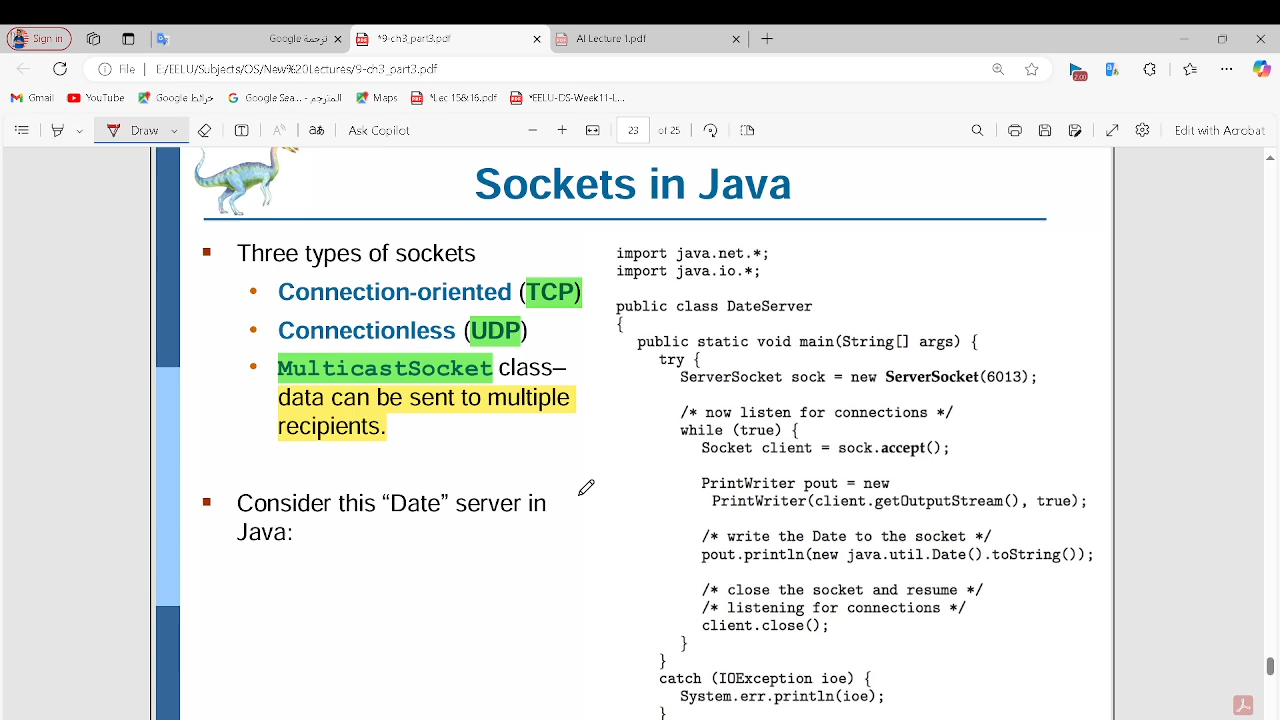 Sign in
Google ترجمة
*9-ch3_part3.pdf
AI Lecture 1.pdf
File
E:/EELU/Subjects/OS/New%20Lectures/9-ch3_part3.pdf
2.00
Gmail
YouTube
خرائط Google
Maps
*Lec 15&16.pdf
*EELU-DS-Week11-L...
Draw
aあ
Ask Copilot
23
of 25
Edit with Acrobat
Sockets in Java
Three types of sockets
Connection-oriented (TCP)
Connectionless (UDP)
MulticastSocket class–
data can be sent to multiple
recipients.
Consider this “Date” server in
Java:
import java.net.*;
import java.io.*;
public class DateServer
{
public static void main(String[] args) {
try {
ServerSocket sock = new ServerSocket(6013);
/* now listen for connections */
while (true) {
Socket client = sock.accept();
PrintWriter pout = new
PrintWriter(client.getOutputStream(), true);
/* write the Date to the socket */
pout.println(new java.util.Date().toString());
/* close the socket and resume */
/* listening for connections */
client.close();
}
}
catch (IOException ioe) {
System.err.println(ioe);
}